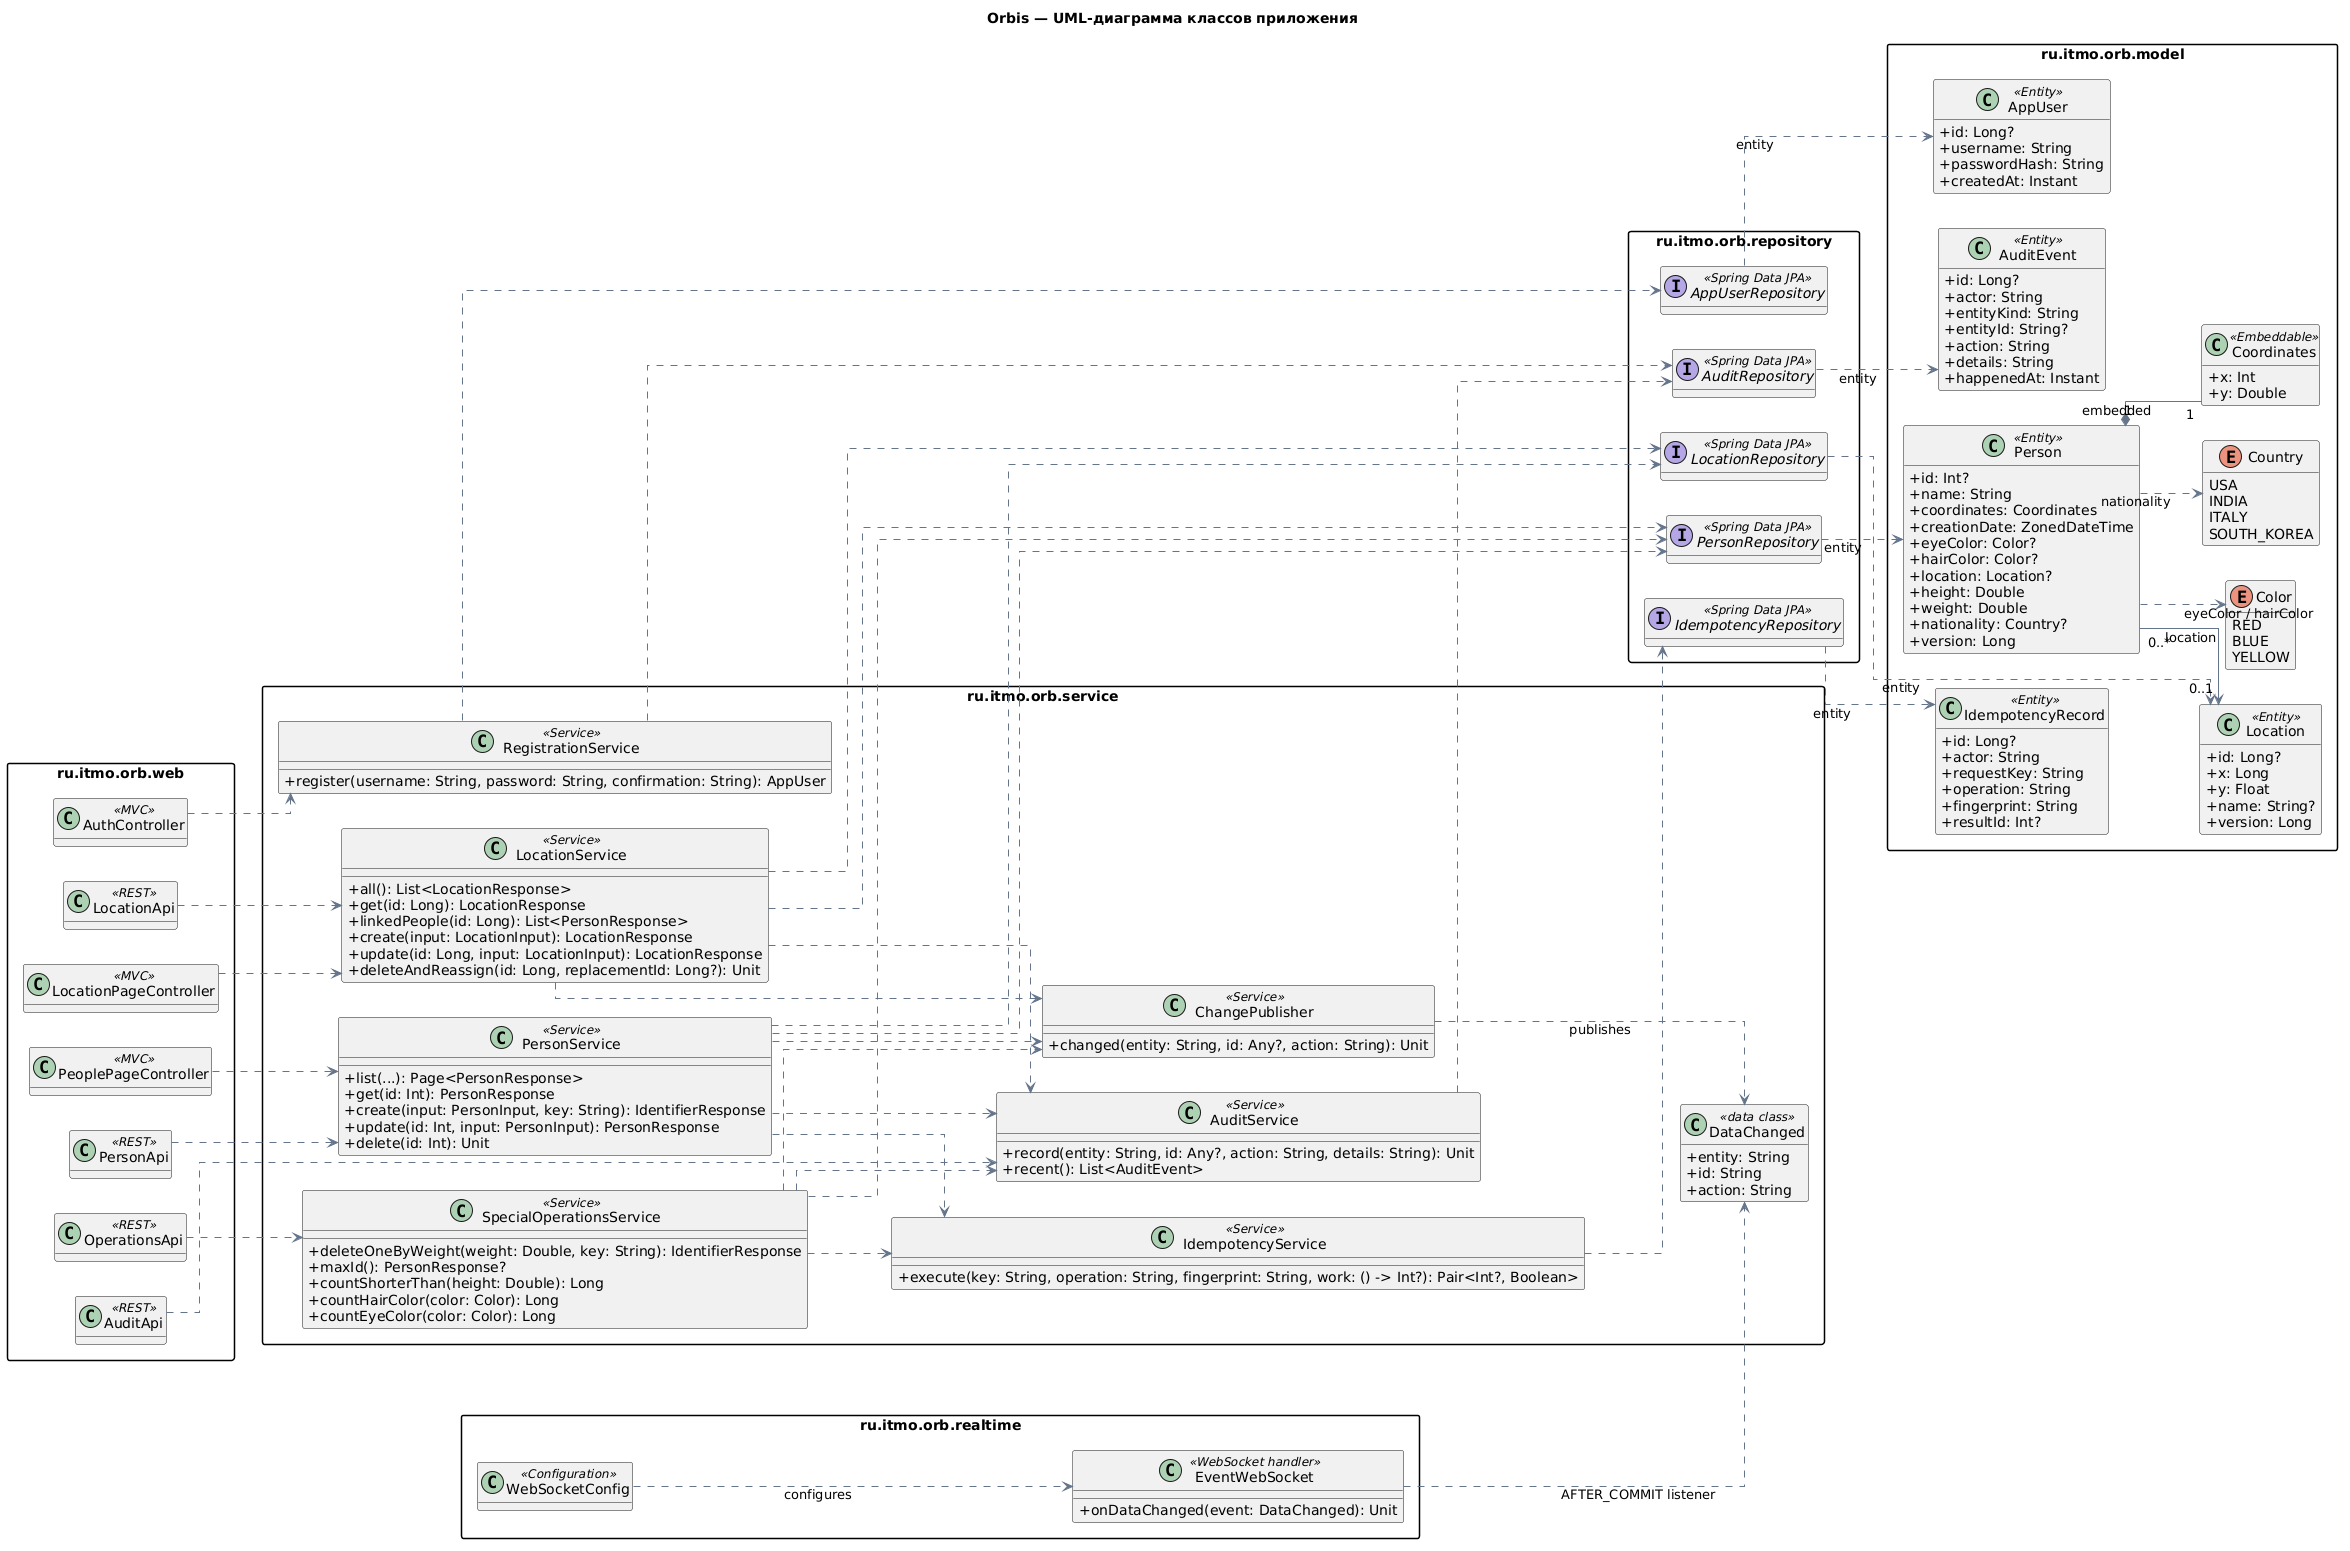 Orbis — UML-диаграмма классов приложения
ru.itmo.orb.model
«Entity»
AppUser
+id: Long?
+username: String
+passwordHash: String
+createdAt: Instant
«Entity»
AuditEvent
+id: Long?
+actor: String
+entityKind: String
+entityId: String?
+action: String
+details: String
+happenedAt: Instant
«Embeddable»
Coordinates
+x: Int
+y: Double
embedded
1
1
«Entity»
Person
+id: Int?
+name: String
+coordinates: Coordinates
+creationDate: ZonedDateTime
+eyeColor: Color?
+hairColor: Color?
+location: Location?
+height: Double
+weight: Double
+nationality: Country?
+version: Long
nationality
E Country
USA
INDIA
ITALY
SOUTH_KOREA
E Color
eyeColor / hairColor
RED
BLUE
YELLOW
0..*
location
0..1
«Entity»
IdempotencyRecord
+id: Long?
+actor: String
+requestKey: String
+operation: String
+fingerprint: String
+resultId: Int?
«Entity»
Location
+id: Long?
+x: Long
+y: Float
+name: String?
+version: Long
ru.itmo.orb.repository
«Spring Data JPA»
AppUserRepository
entity
«Spring Data JPA»
AuditRepository
entity
«Spring Data JPA»
LocationRepository
entity
«Spring Data JPA»
PersonRepository
entity
«Spring Data JPA»
IdempotencyRepository
entity
ru.itmo.orb.service
«Service»
RegistrationService
+register(username: String, password: String, confirmation: String): AppUser
«Service»
LocationService
+all(): List<LocationResponse>
+get(id: Long): LocationResponse
+linkedPeople(id: Long): List<PersonResponse>
+create(input: LocationInput): LocationResponse
+update(id: Long, input: LocationInput): LocationResponse
+deleteAndReassign(id: Long, replacementId: Long?): Unit
«Service»
PersonService
+list(...): Page<PersonResponse>
+get(id: Int): PersonResponse
+create(input: PersonInput, key: String): IdentifierResponse
+update(id: Int, input: PersonInput): PersonResponse
+delete(id: Int): Unit
«Service»
SpecialOperationsService
+deleteOneByWeight(weight: Double, key: String): IdentifierResponse
+maxId(): PersonResponse?
+countShorterThan(height: Double): Long
+countHairColor(color: Color): Long
+countEyeColor(color: Color): Long
«Service»
ChangePublisher
+changed(entity: String, id: Any?, action: String): Unit
publishes
«Service»
AuditService
+record(entity: String, id: Any?, action: String, details: String): Unit
+recent(): List<AuditEvent>
«Service»
IdempotencyService
+execute(key: String, operation: String, fingerprint: String, work: () -> Int?): Pair<Int?, Boolean>
«data class»
DataChanged
+entity: String
+id: String
+action: String
ru.itmo.orb.web
«MVC»
AuthController
«REST»
LocationApi
«MVC»
LocationPageController
«MVC»
PeoplePageController
«REST»
PersonApi
«REST»
OperationsApi
«REST»
AuditApi
ru.itmo.orb.realtime
«Configuration»
WebSocketConfig
configures
«WebSocket handler»
EventWebSocket
+onDataChanged(event: DataChanged): Unit
AFTER_COMMIT listener